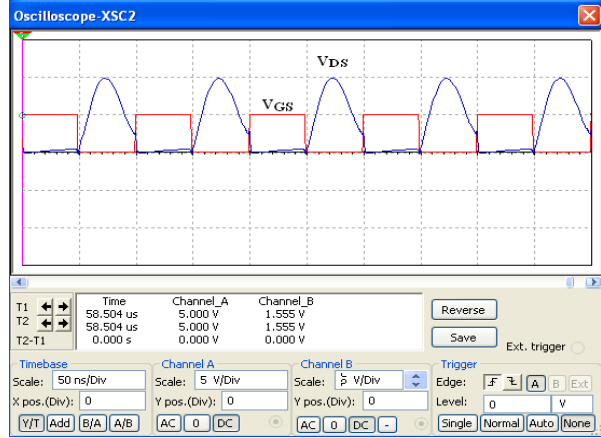 Oscilloscope-XSC2
VDS
VGS
Time Channel_A Channel_B
T1 58.504 us 5.000 V 1.555 V
T2 58.504 us 5.000 V 1.555 V
T2-T1 0.000 s 0.000 V 0.000 V
Reverse
Save
Ext. trigger
Timebase
Scale: 50 ns/Div
X pos.(Div): 0
Y/T Add B/A A/B
Channel A
Scale: 5 V/Div
Y pos.(Div): 0
AC 0 DC
Channel B
Scale: V/Div
Y pos.(Div): 0
AC 0 DC -
Trigger
Edge: A B Ext
Level: 0 V
Single Normal Auto None